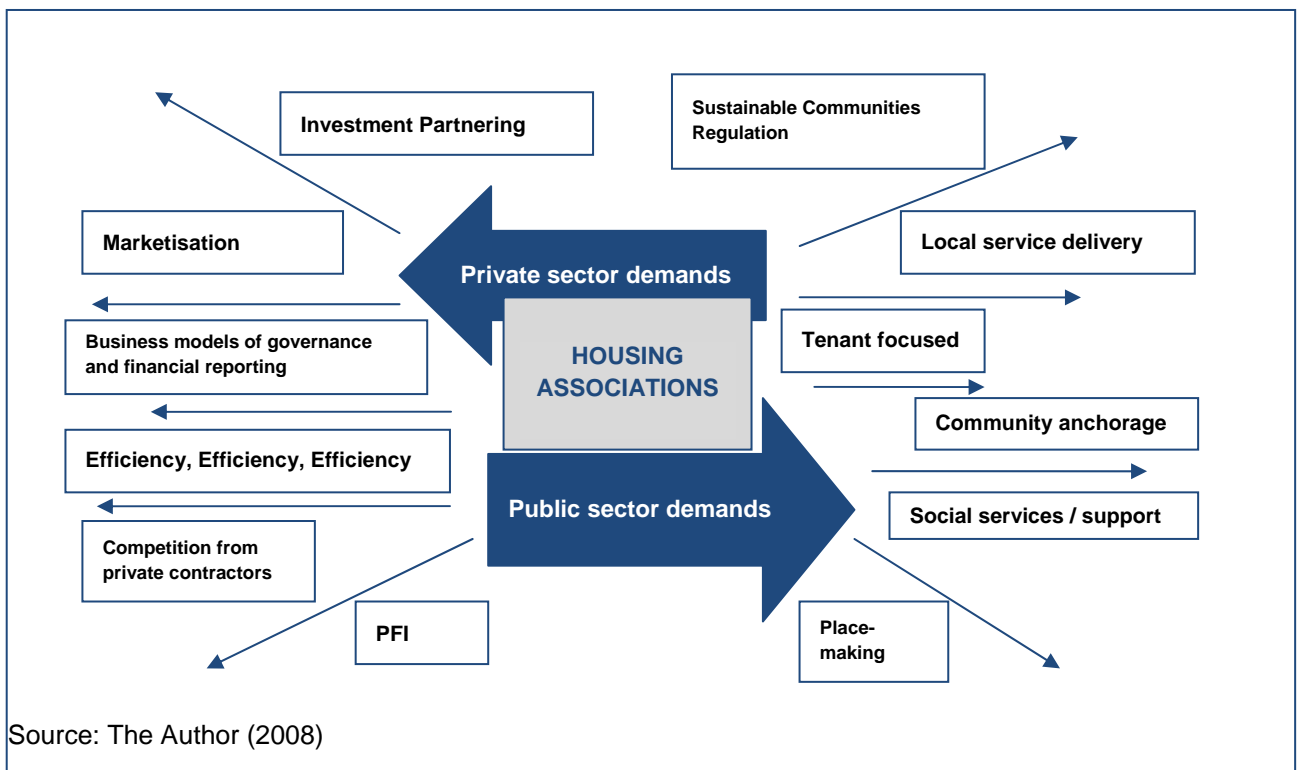 Investment Partnering
Sustainable Communities
Regulation
Marketisation
Local service delivery
Private sector demands
Business models of governance
and financial reporting
Tenant focused
HOUSING
ASSOCIATIONS
Community anchorage
Efficiency, Efficiency, Efficiency
Public sector demands
Social services / support
Competition from
private contractors
PFI
Place-
making
Source: The Author (2008)